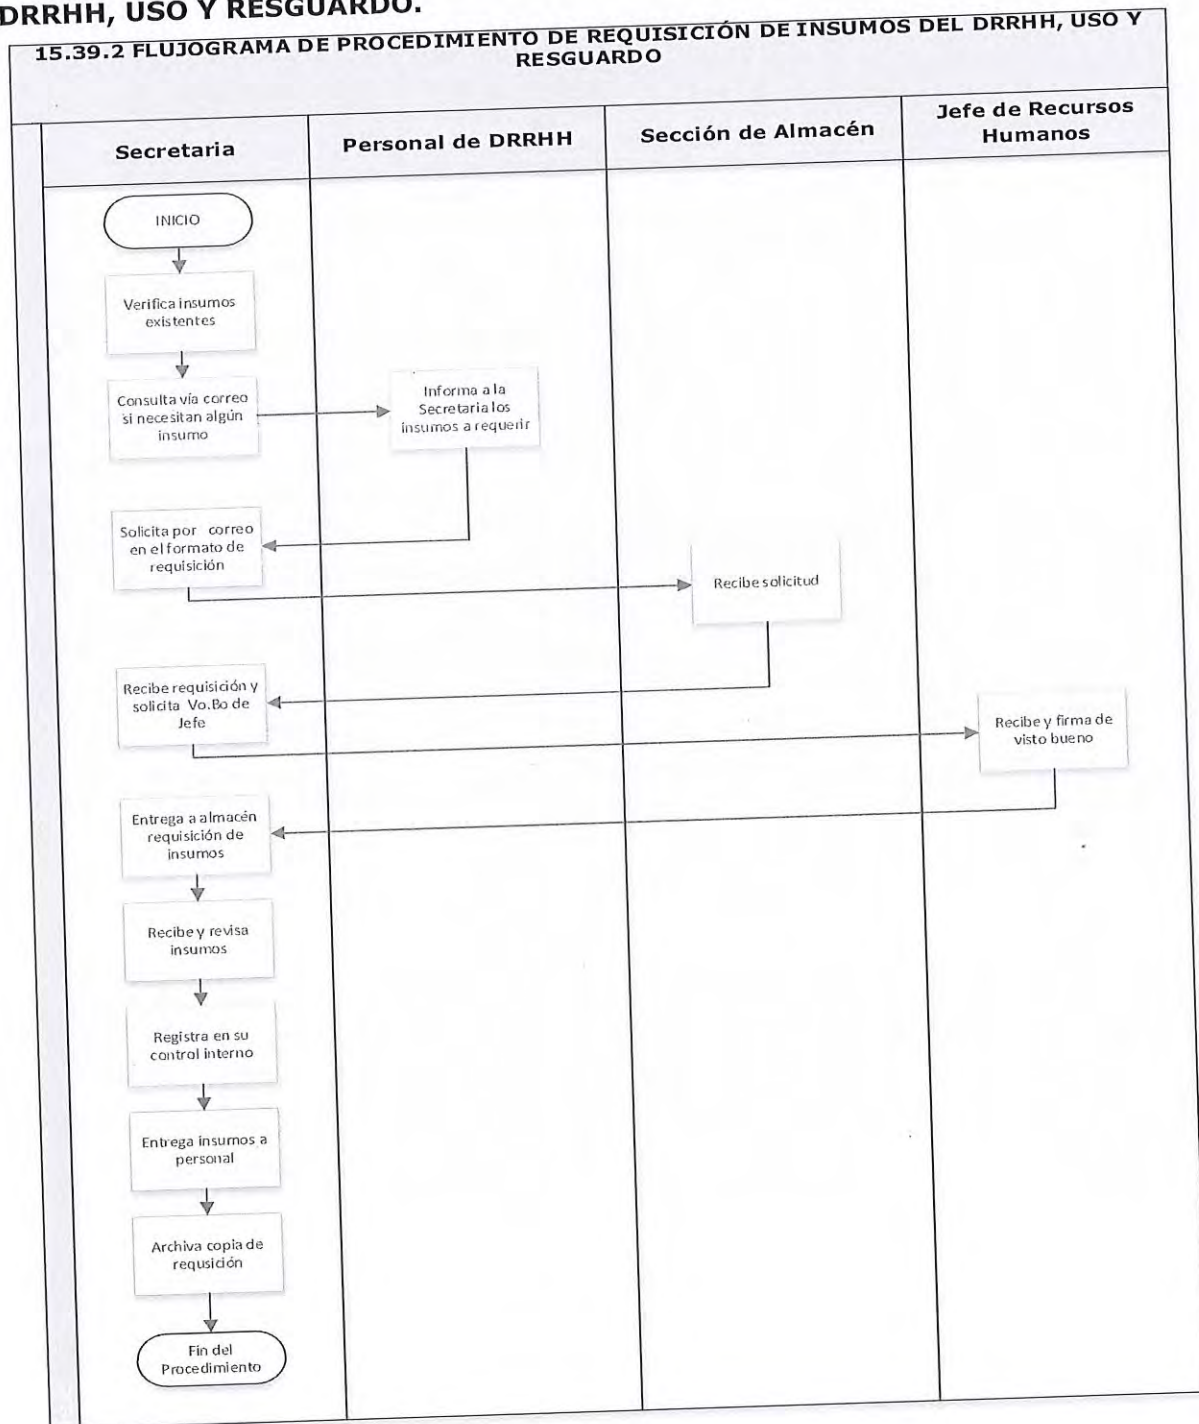 DRRHH, USO Y RESGUARDO.
15.39.2 FLUJOGRAMA DE PROCEDIMIENTO DE REQUISICIÓN DE INSUMOS DEL DRRHH, USO Y
RESGUARDO
Secretaria
Personal de DRRHH
Sección de Almacén
Jefe de Recursos
Humanos
INICIO
Verifica insumos
existentes
Consulta vía correo
si necesitan algún
insumo
Informa a la
Secretaria los
insumos a requerir
Solicita por correo
en el formato de
requisición
Recibe solicitud
Recibe requisición y
solicita Vo.Bo de
Jefe
Recibe y firma de
visto bueno
Entrega a almacén
requisición de
insumos
Recibe y revisa
insumos
Registra en su
control interno
Entrega insumos a
personal
Archiva copia de
requsición
Fin del
Procedimiento